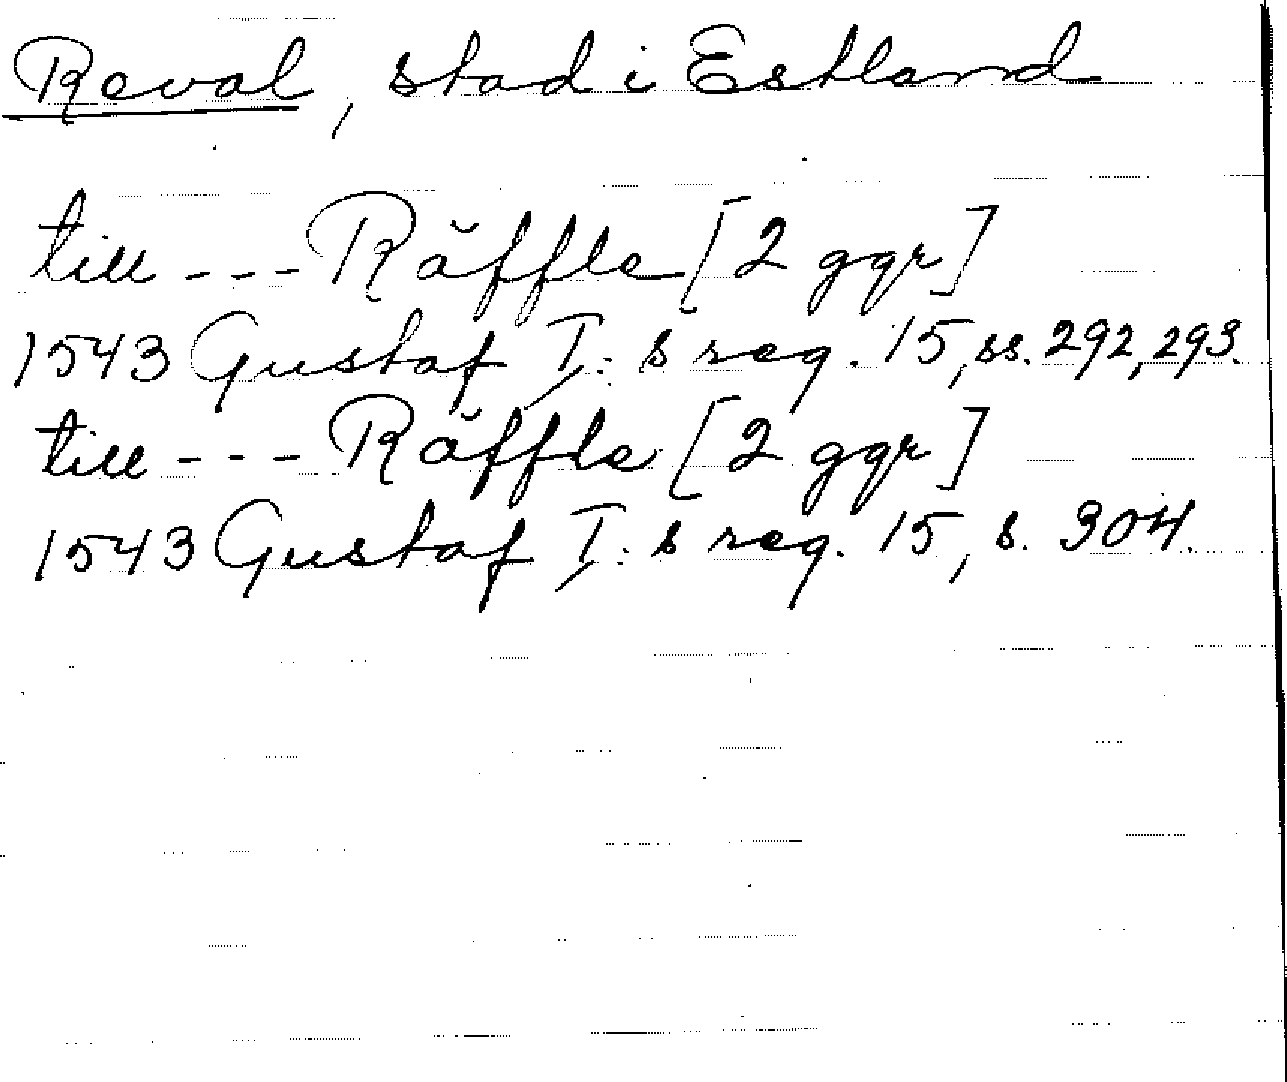 Reval, stad i Estland
till --- Räffle [2 ggr]
1543 Gustaf I:s reg. 15, ss. 292, 293.
till --- Räffle [2 ggr]
1543 Gustaf I:s reg. 15, s. 304.